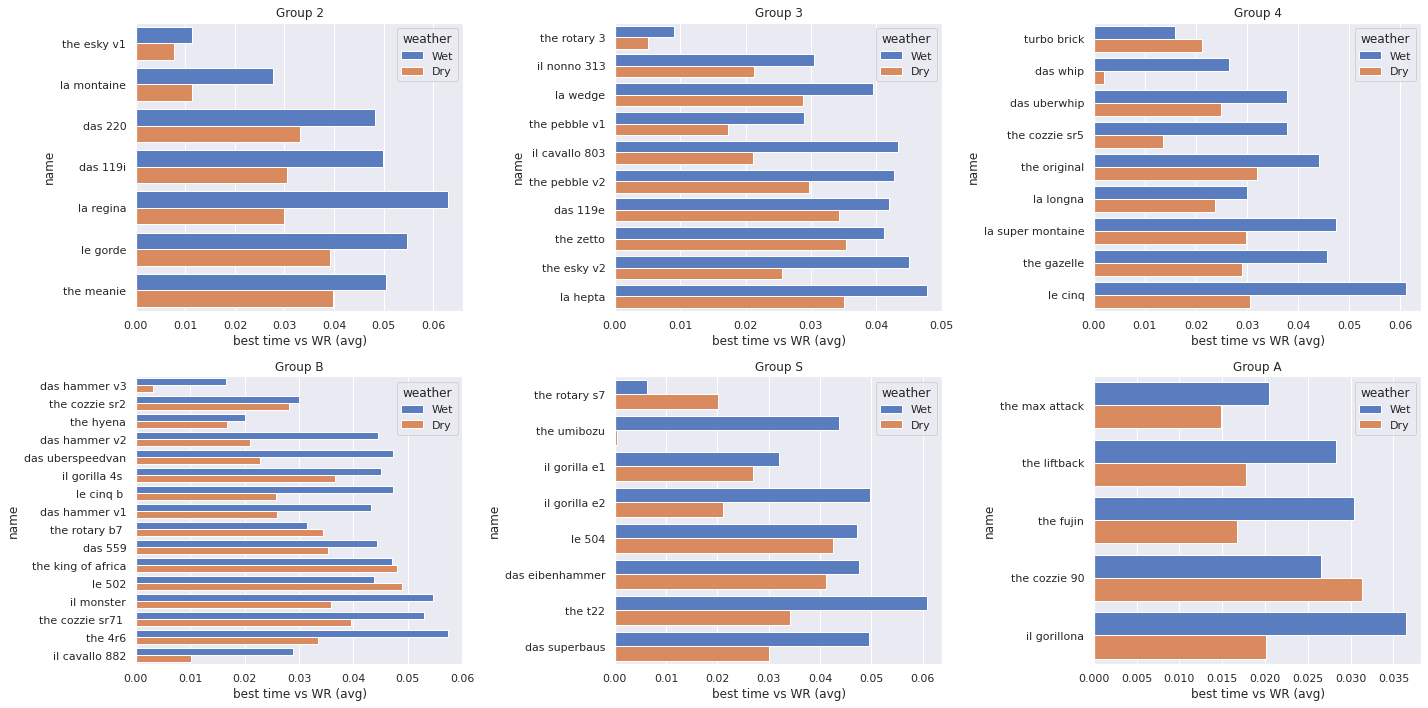 Group 2
weather
Wet
Dry
the esky v1
la montaine
das 220
das 119i
la regina
le gorde
the meanie
name
0.00 0.01 0.02 0.03 0.04 0.05 0.06
best time vs WR (avg)
Group 3
weather
Wet
Dry
the rotary 3
il nonno 313
la wedge
the pebble v1
il cavallo 803
the pebble v2
das 119e
the zetto
the esky v2
la hepta
name
0.00 0.01 0.02 0.03 0.04 0.05
best time vs WR (avg)
Group 4
weather
Wet
Dry
turbo brick
das whip
das uberwhip
the cozzie sr5
the original
la longna
la super montaine
the gazelle
le cinq
name
0.00 0.01 0.02 0.03 0.04 0.05 0.06
best time vs WR (avg)
Group B
weather
Wet
Dry
das hammer v3
the cozzie sr2
the hyena
das hammer v2
das uberspeedvan
il gorilla 4s
le cinq b
das hammer v1
the rotary b7
das 559
the king of africa
le 502
il monster
the cozzie sr71
the 4r6
il cavallo 882
name
0.00 0.01 0.02 0.03 0.04 0.05 0.06
best time vs WR (avg)
Group S
weather
Wet
Dry
the rotary s7
the umibozu
il gorilla e1
il gorilla e2
le 504
das eibenhammer
the t22
das superbaus
name
0.00 0.01 0.02 0.03 0.04 0.05 0.06
best time vs WR (avg)
Group A
weather
Wet
Dry
the max attack
the liftback
the fujin
the cozzie 90
il gorillona
name
0.000 0.005 0.010 0.015 0.020 0.025 0.030 0.035
best time vs WR (avg)